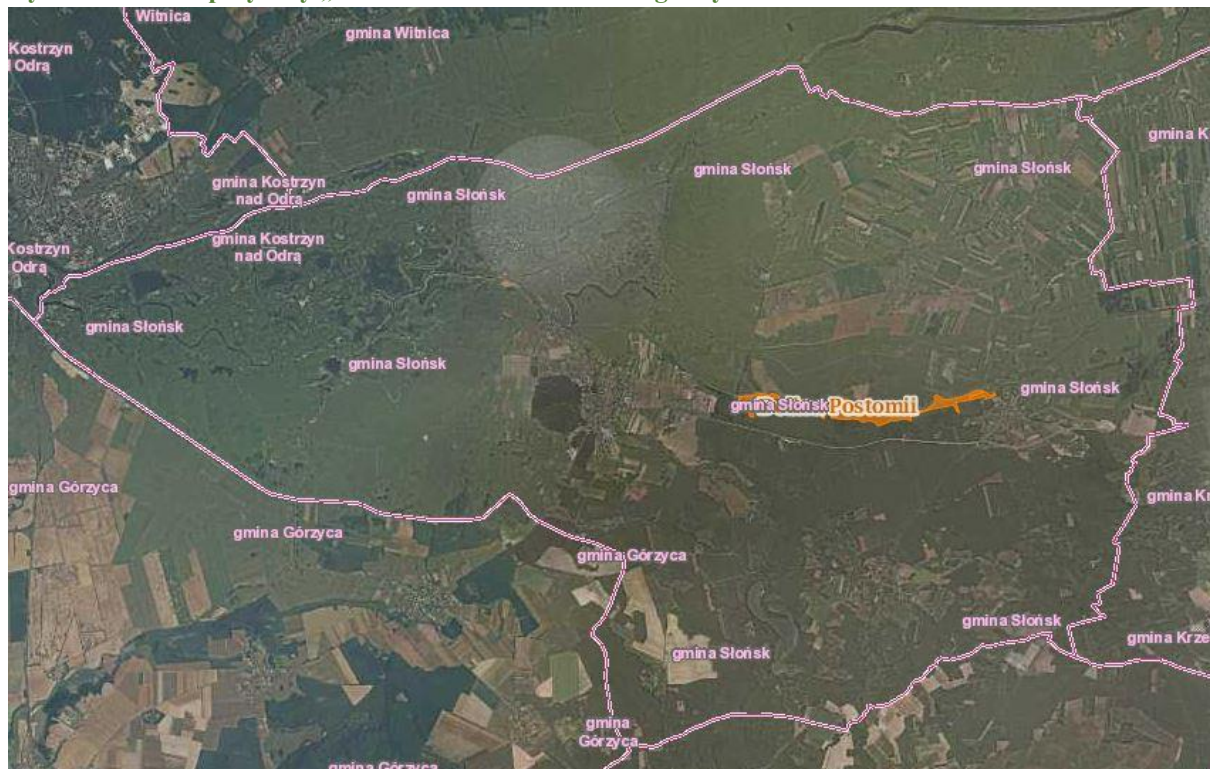 Witnica
gmina Witnica
Kostrzyn
Odrą
gmina K
gmina Słońsk
gmina Słońsk
gmina Kostrzyn
nad Odrą
gmina Słońsk
gmina Kostrzyn
nad Odrą
Kostrzyn
Odrą
gmina Słońsk
gmina Słońsk
gmina Słońsk
gmina Słońsk
Postomii
gmina Górzyca
gmina Kr
gmina Górzyca
gmina Górzyca
gmina Słońsk
gmina Krze
gmina Słońsk
gmina
Górzyca
gmina Górzyca